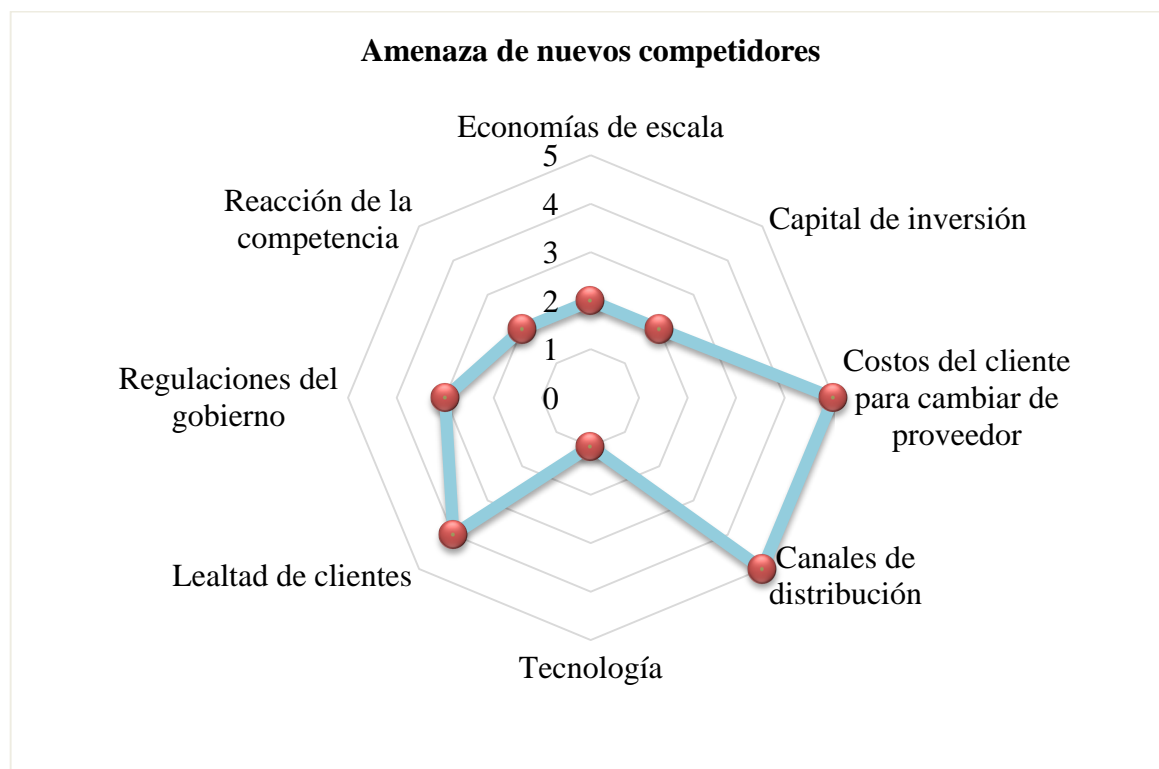 Amenaza de nuevos competidores
Economías de escala
5
4
3
2
1
0
Capital de inversión
Costos del cliente
para cambiar de
proveedor
Canales de
distribución
Tecnología
Lealtad de clientes
Regulaciones del
gobierno
Reacción de la
competencia